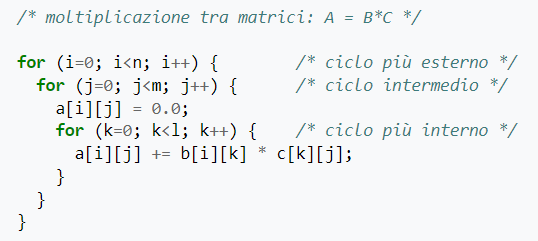 /* moltiplicazione tra matrici: A = B*C */
for (i=0; i<n; i++) { /* ciclo più esterno */
for (j=0; j<m; j++) { /* ciclo intermedio */
a[i][j] = 0.0;
for (k=0; k<l; k++) { /* ciclo più interno */
a[i][j] += b[i][k] * c[k][j];
}
}
}